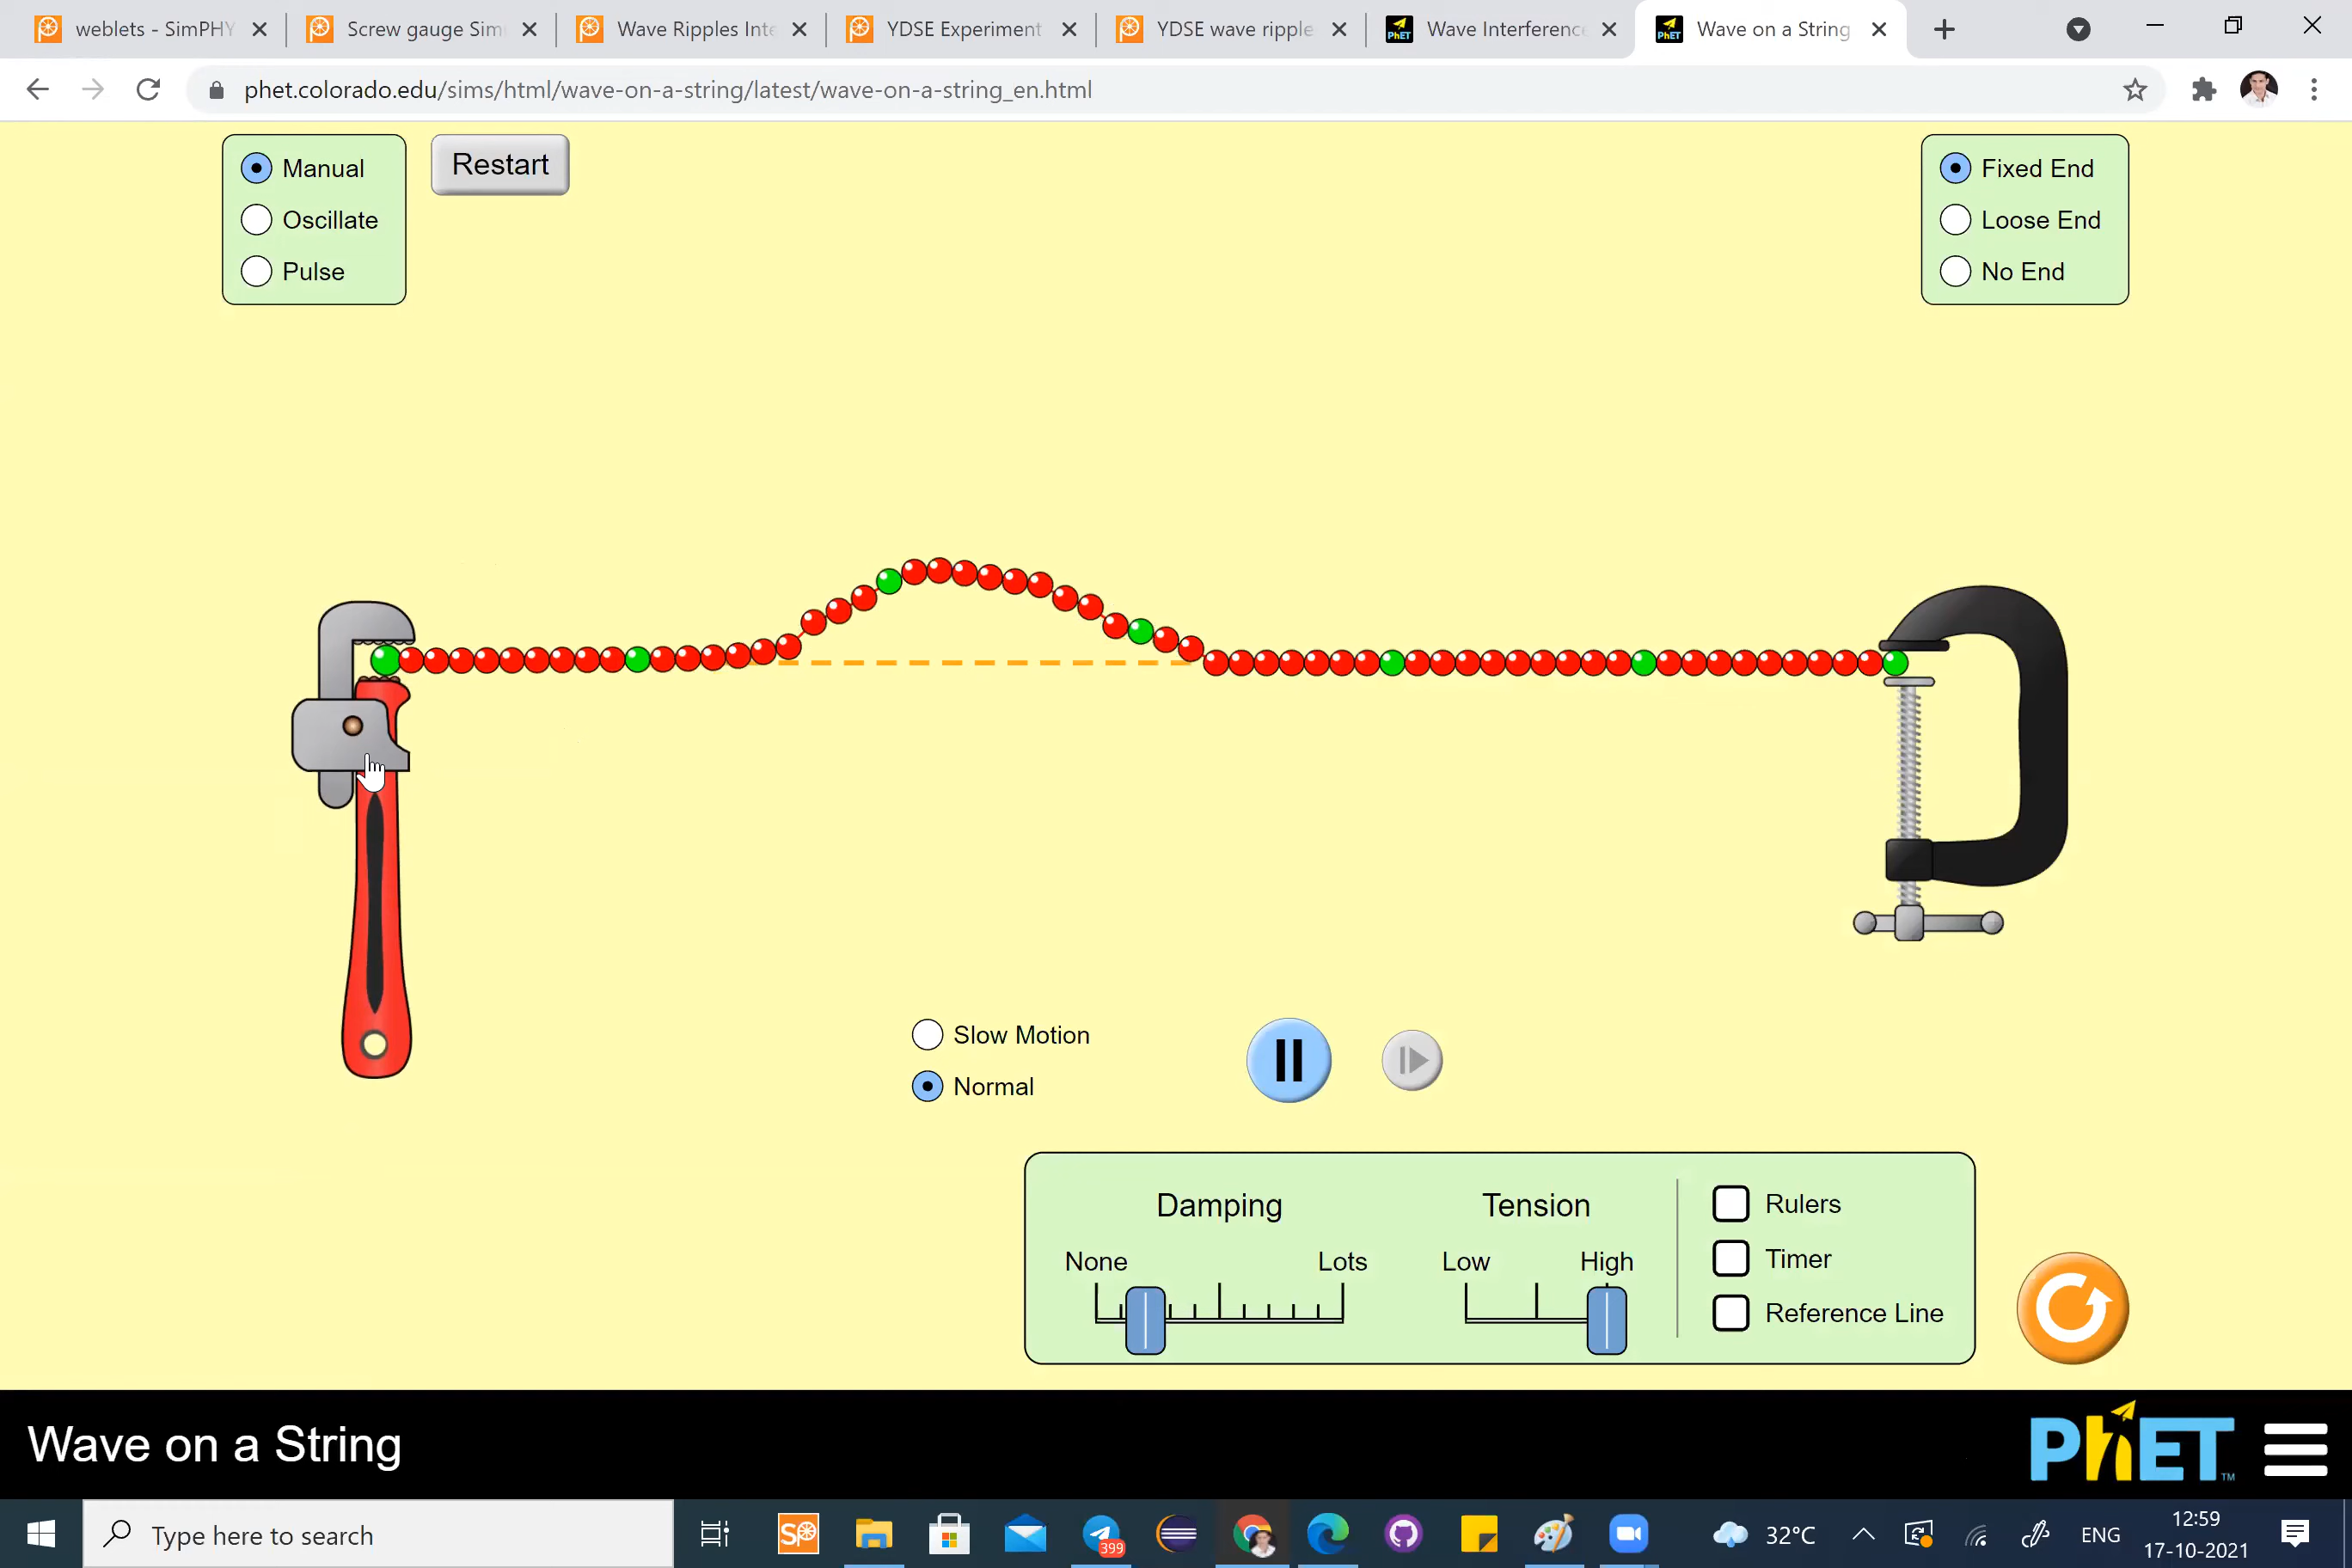 weblets - SimPHY
Screw gauge Sim
Wave Ripples Inte
YDSE Experiment
YDSE wave ripple
Wave Interference
Wave on a String
phet.colorado.edu/sims/html/wave-on-a-string/latest/wave-on-a-string_en.html
Manual
Oscillate
Pulse
Restart
Fixed End
Loose End
No End
Slow Motion
Normal
Damping
None
Lots
Tension
Low
High
Rulers
Timer
Reference Line
Wave on a String
PhET
TM
Type here to search
399
32°C
ENG
12:59
17-10-2021